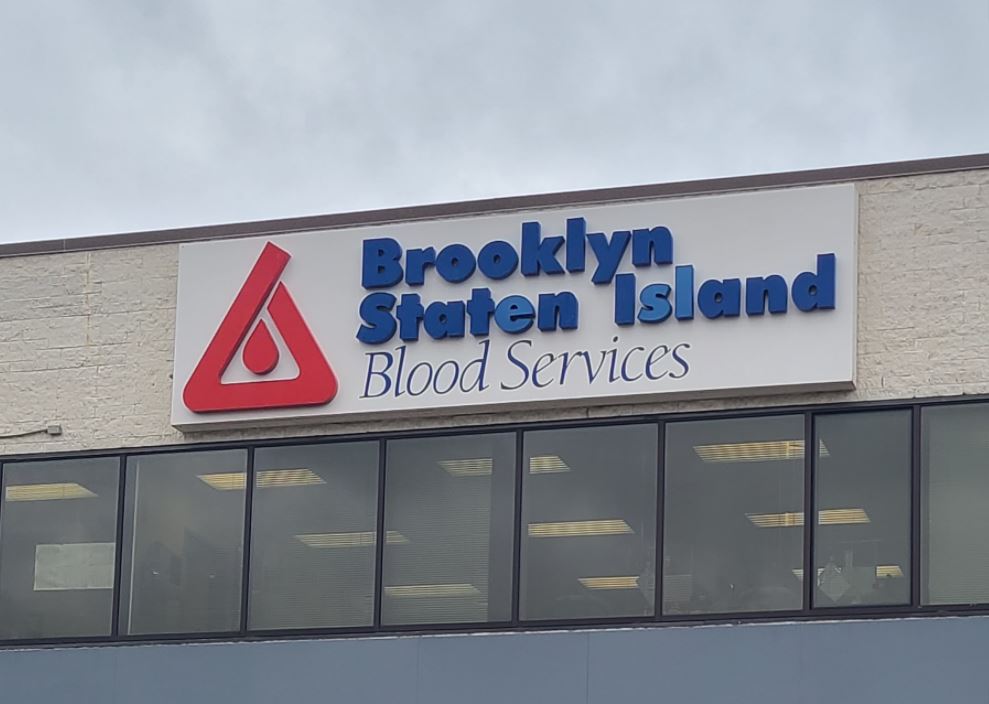 Brooklyn
Staten Island
Blood Services